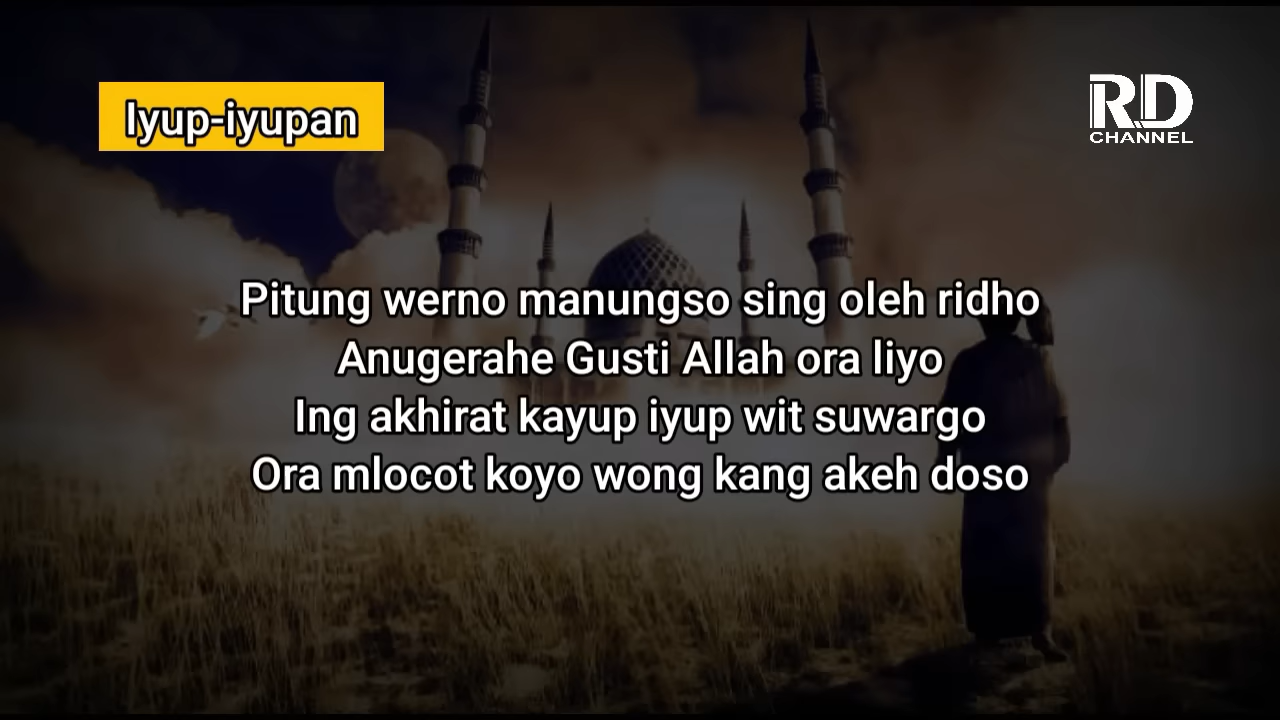 Iyup-iyupan
RD
CHANNEL
Pitung werno manungso sing oleh ridho
Anugerahe Gusti Allah ora liyo
Ing akhirat kayup iyup wit suwargo
Ora mlocot koyo wong kang akeh doso